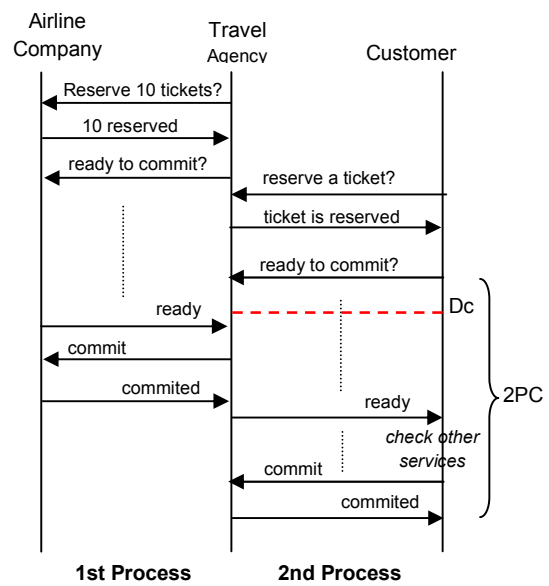 Airline
Company
Travel
Agency
Customer
Reserve 10 tickets?
10 reserved
ready to commit?
reserve a ticket?
ticket is reserved
ready to commit?
Dc
ready
commit
commited
ready
2PC
check other
services
commit
commited
1st Process
2nd Process